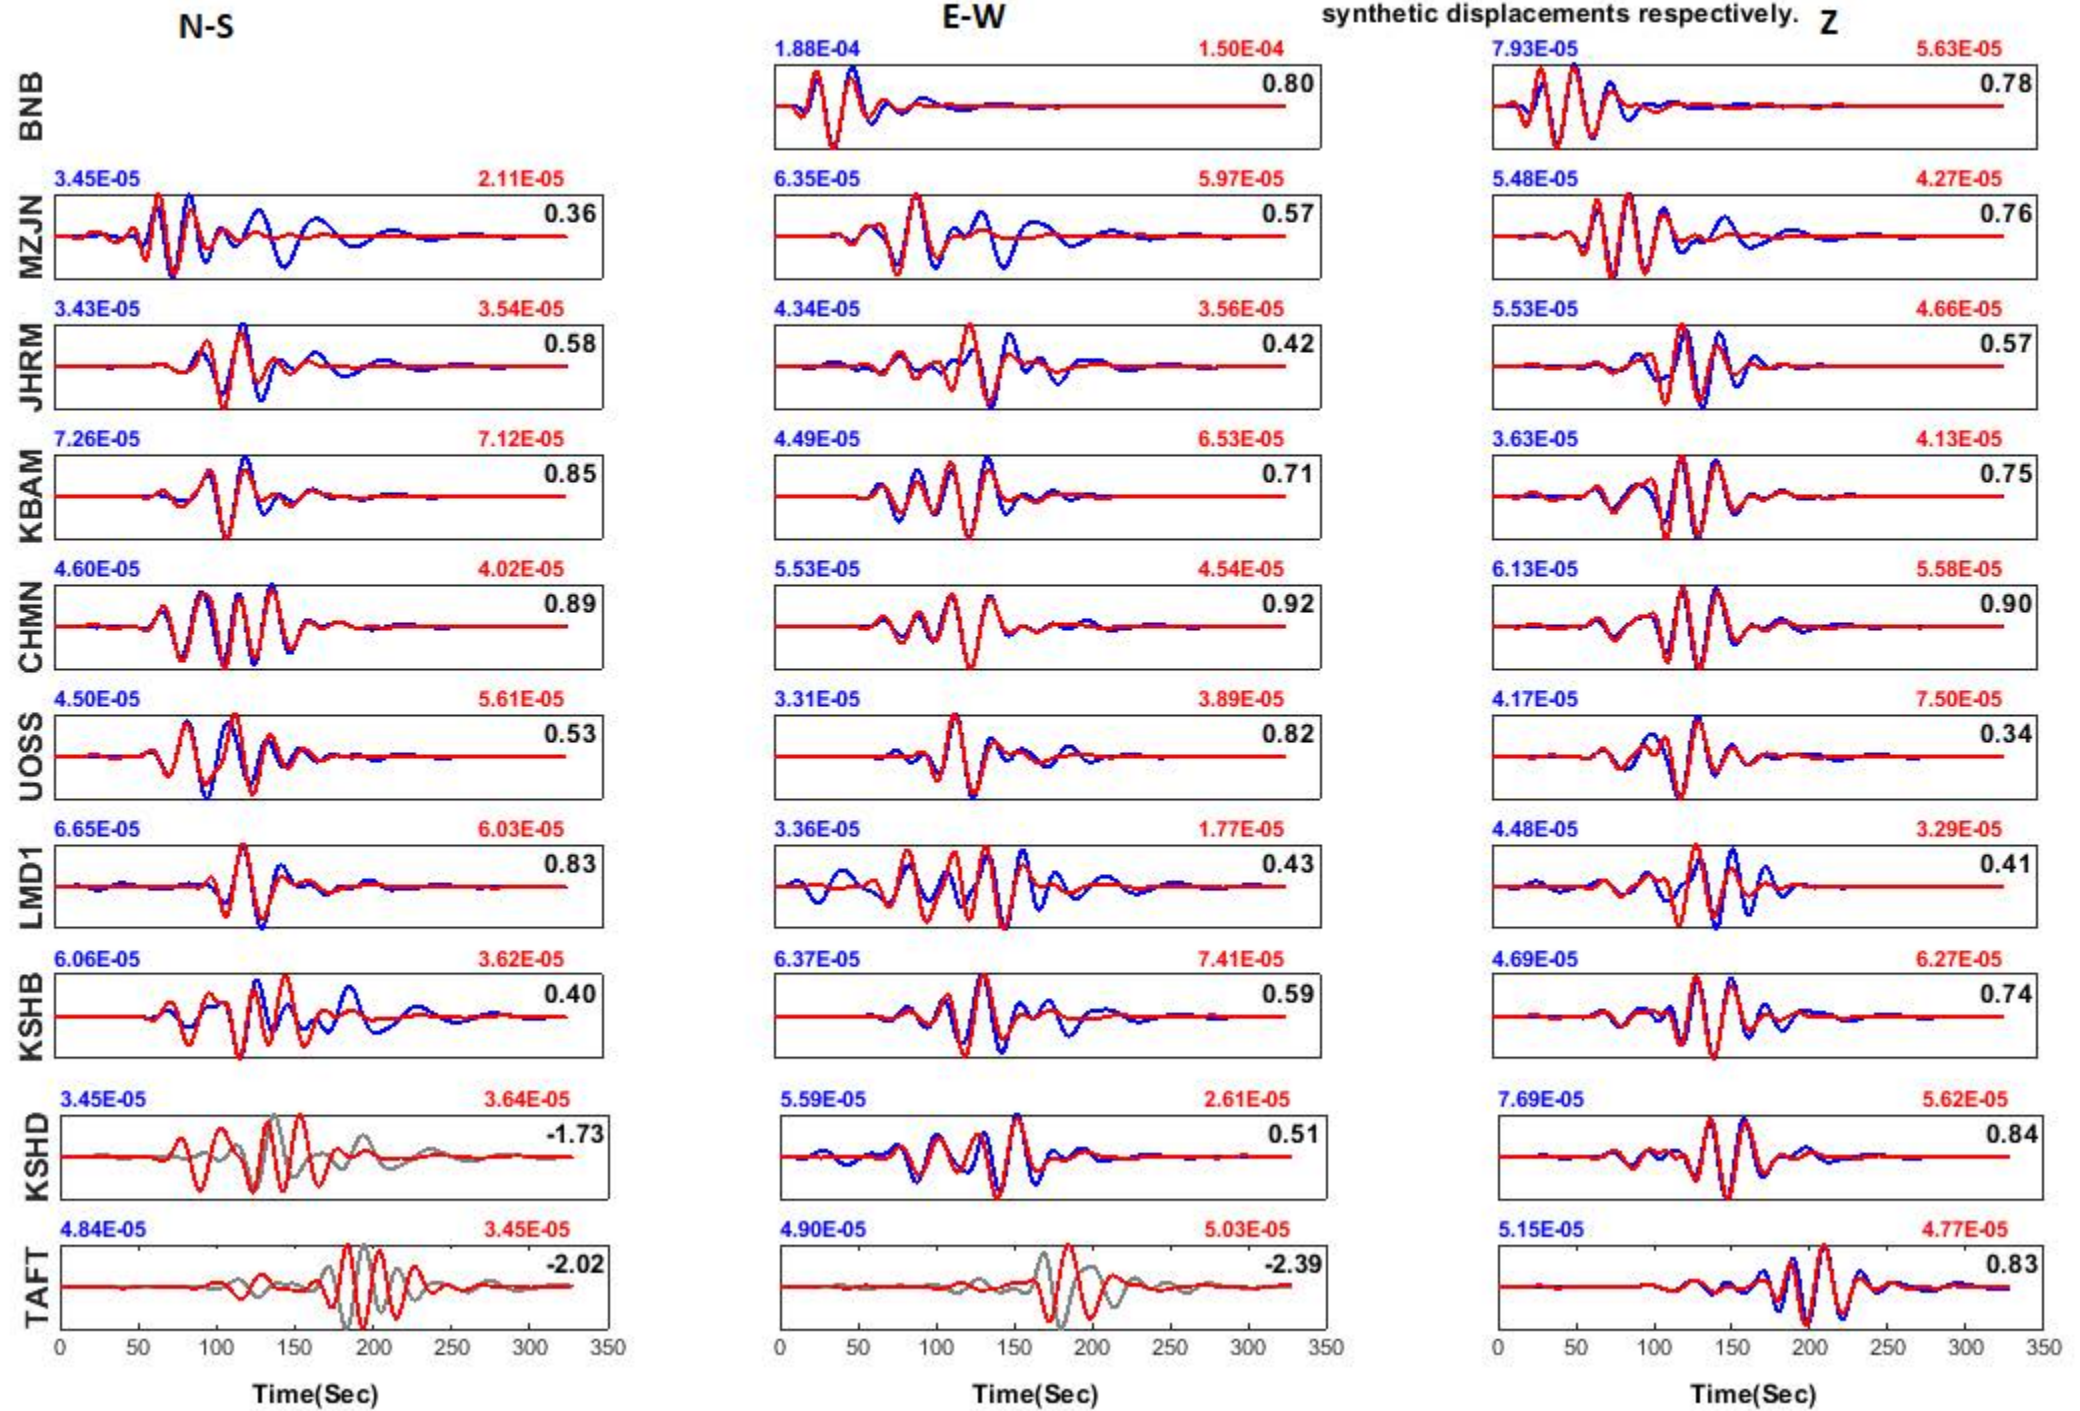 synthetic displacements respectively.
N-S E-W Z
1.88E-04 1.50E-04 7.93E-05 5.63E-05
BNB 0.80 0.78
3.45E-05 2.11E-05 6.35E-05 5.97E-05 5.48E-05 4.27E-05
MZJN 0.36 0.57 0.76
3.43E-05 3.54E-05 4.34E-05 3.56E-05 5.53E-05 4.66E-05
JHRM 0.58 0.42 0.57
7.26E-05 7.12E-05 4.49E-05 6.53E-05 3.63E-05 4.13E-05
KBAM 0.85 0.71 0.75
4.60E-05 4.02E-05 5.53E-05 4.54E-05 6.13E-05 5.58E-05
CHMN 0.89 0.92 0.90
4.50E-05 5.61E-05 3.31E-05 3.89E-05 4.17E-05 7.50E-05
UOSS 0.53 0.82 0.34
6.65E-05 6.03E-05 3.36E-05 1.77E-05 4.48E-05 3.29E-05
LMD1 0.83 0.43 0.41
6.06E-05 3.62E-05 6.37E-05 7.41E-05 4.69E-05 6.27E-05
KSHB 0.40 0.59 0.74
3.45E-05 3.64E-05 5.59E-05 2.61E-05 7.69E-05 5.62E-05
KSHD -1.73 0.51 0.84
4.84E-05 3.45E-05 4.90E-05 5.03E-05 5.15E-05 4.77E-05
TAFT -2.02 -2.39 0.83
0 50 100 150 200 250 300 350 0 50 100 150 200 250 300 350 0 50 100 150 200 250 300 350
Time(Sec) Time(Sec) Time(Sec)